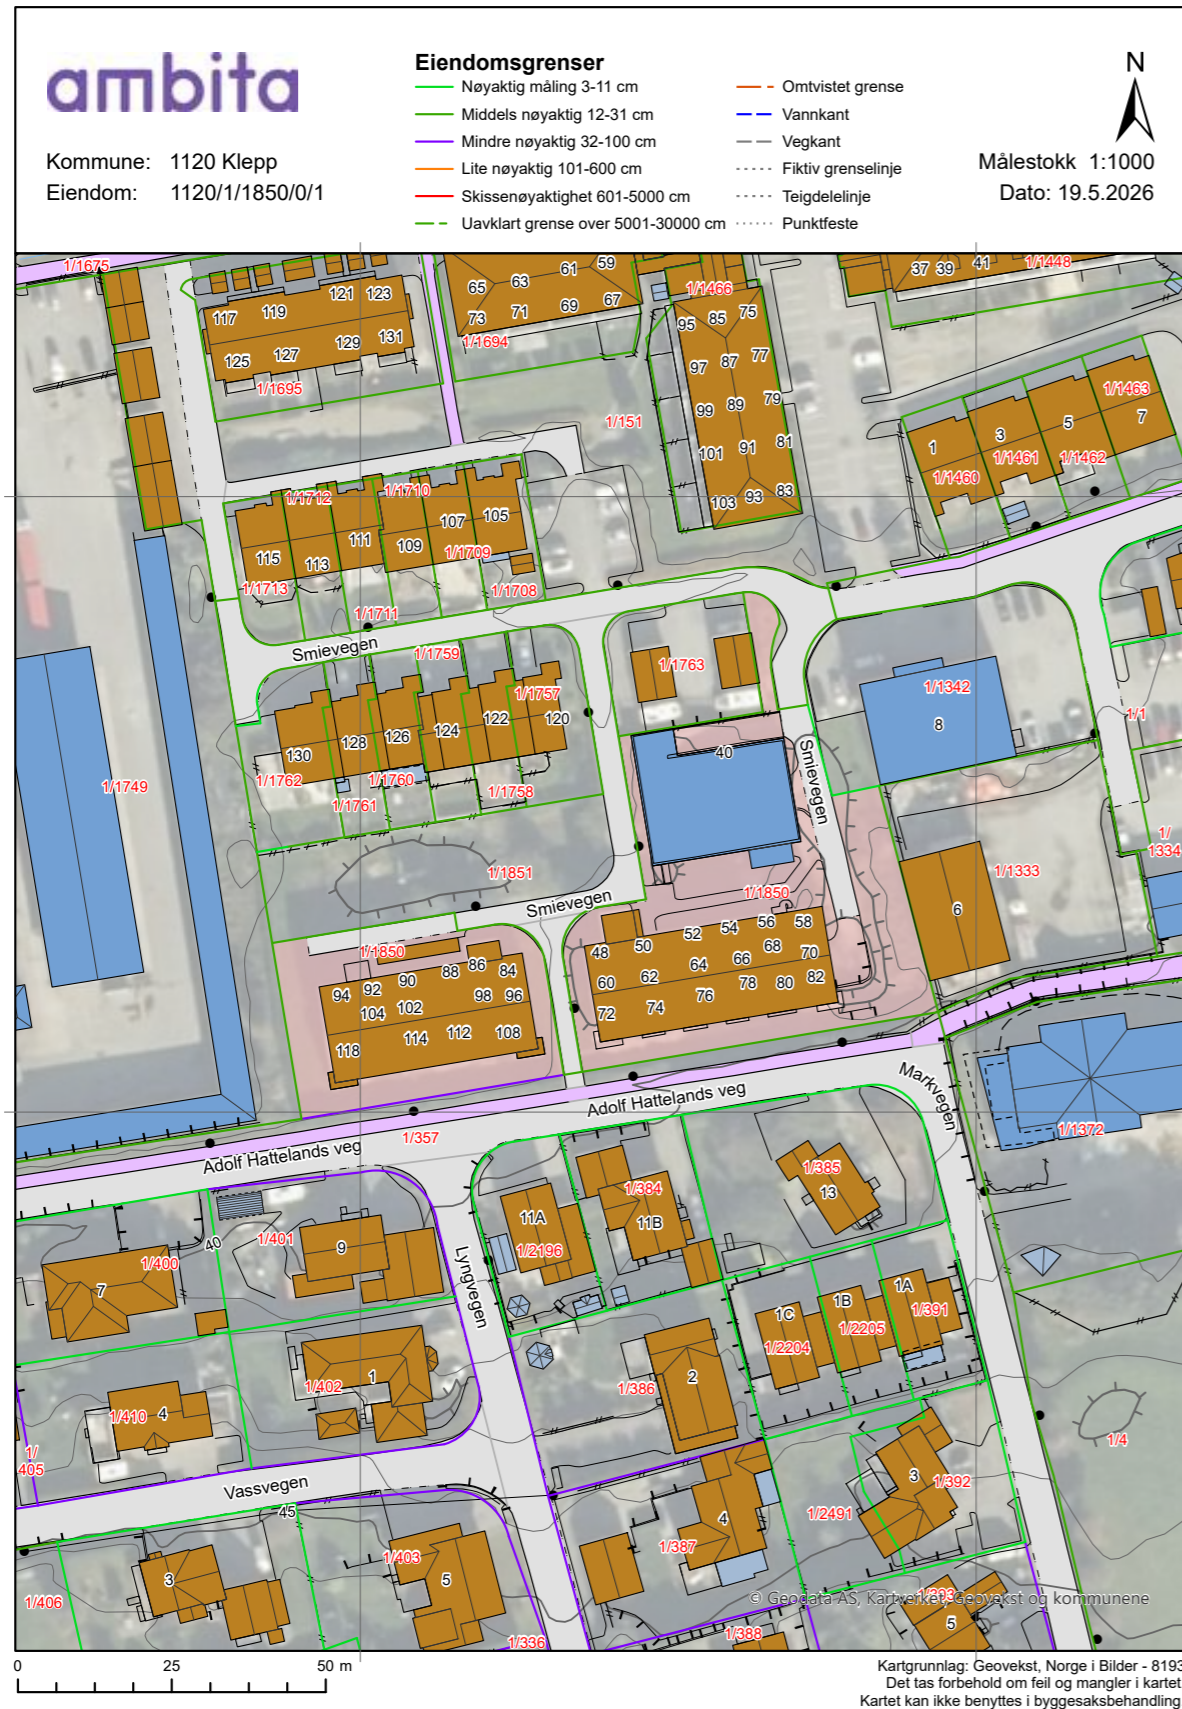 ambita
Kommune: 1120 Klepp
Eiendom: 1120/1/1850/0/1
Eiendomsgrenser
Nøyaktig måling 3-11 cm
Middels nøyaktig 12-31 cm
Mindre nøyaktig 32-100 cm
Lite nøyaktig 101-600 cm
Skissenøyaktighet 601-5000 cm
Uavklart grense over 5001-30000 cm
Omtvistet grense
Vannkant
Vegkant
Fiktiv grenselinje
Teigdelelinje
Punktfeste
N
Målestokk 1:1000
Dato: 19.5.2026
1/1675
117 119 121 123
125 127 129 131
1/1695
65 63 61 59
73 71 69 67
1/1694
1/1466
95 85 75
97 87 77
99 89 79
101 91 81
103 93 83
1/151
37 39 41
1/1448
1 3 5 7
1/1460 1/1461 1/1462 1/1463
1/1712 1/1710
115 113 111 109 107 105
1/1713 1/1711 1/1709 1/1708
Smievegen
1/1759
1/1757
130 128 126 124 122 120
1/1762 1/1761 1/1760 1/1758
1/1763
40
Smievegen
1/1342
8
1/1
1/1749
1/1851
Smievegen
1/1850
1/1333
6
1/
1334
1/1850
94 92 90 88 86 84
104 102 98 96
118 114 112 108
48 50 52 54 56 58
60 62 64 66 68 70
72 74 76 78 80 82
Adolf Hattelands veg
Adolf Hattelands veg
Markvegen
1/357
1/1372
1/385
13
1/384
11B
11A
1/2196
1/401
9
40
1/400
7
Lyngvegen
1C 1B 1A
1/2204 1/2205 1/391
1/386
2
1/402
1
1/410 4
1/
405
1/4
Vassvegen
45
3
1/392
1/2491
4
1/387
1/403
5
3
1/406
1/336
1/388
1/393
5
© Geodata AS, Kartverket, Geovekst og kommunene
0 25 50 m
Kartgrunnlag: Geovekst, Norge i Bilder - 8193
Det tas forbehold om feil og mangler i kartet
Kartet kan ikke benyttes i byggesaksbehandling